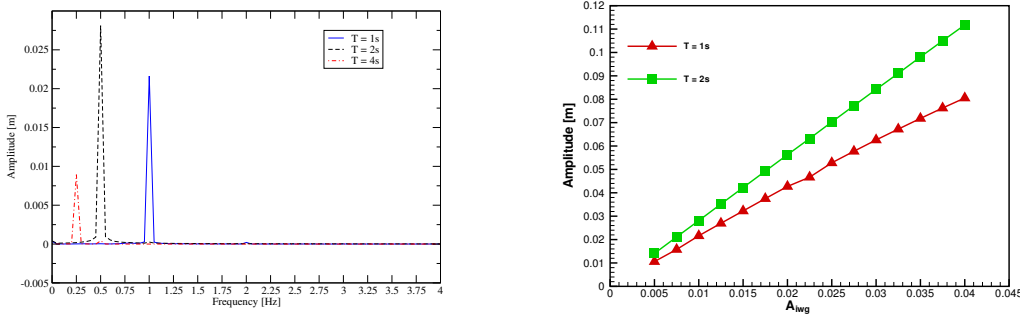 0.025
0.02
0.015
0.01
0.005
0
-0.005
Amplitude [m]
T = 1s
T = 2s
T = 4s
0 0.25 0.5 0.75 1 1.25 1.5 1.75 2 2.25 2.5 2.75 3 3.25 3.5 3.75 4
Frequency [Hz]
0.12
0.11
0.1
0.09
0.08
0.07
0.06
0.05
0.04
0.03
0.02
0.01
0
Amplitude [m]
T = 1s
T = 2s
0 0.005 0.01 0.015 0.02 0.025 0.03 0.035 0.04 0.045
A_iwg